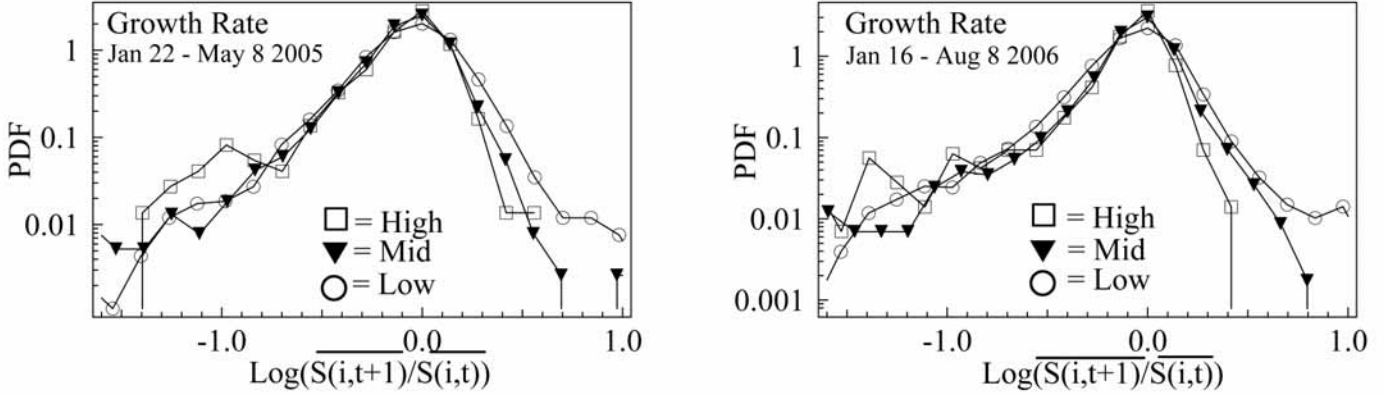 Growth Rate
Jan 22 - May 8 2005
1
0.1
0.01
PDF
= High
= Mid
= Low
-1.0
0.0
1.0
Log(S(i,t+1)/S(i,t))
Growth Rate
Jan 16 - Aug 8 2006
1
0.1
0.01
0.001
PDF
= High
= Mid
= Low
-1.0
0.0
1.0
Log(S(i,t+1)/S(i,t))